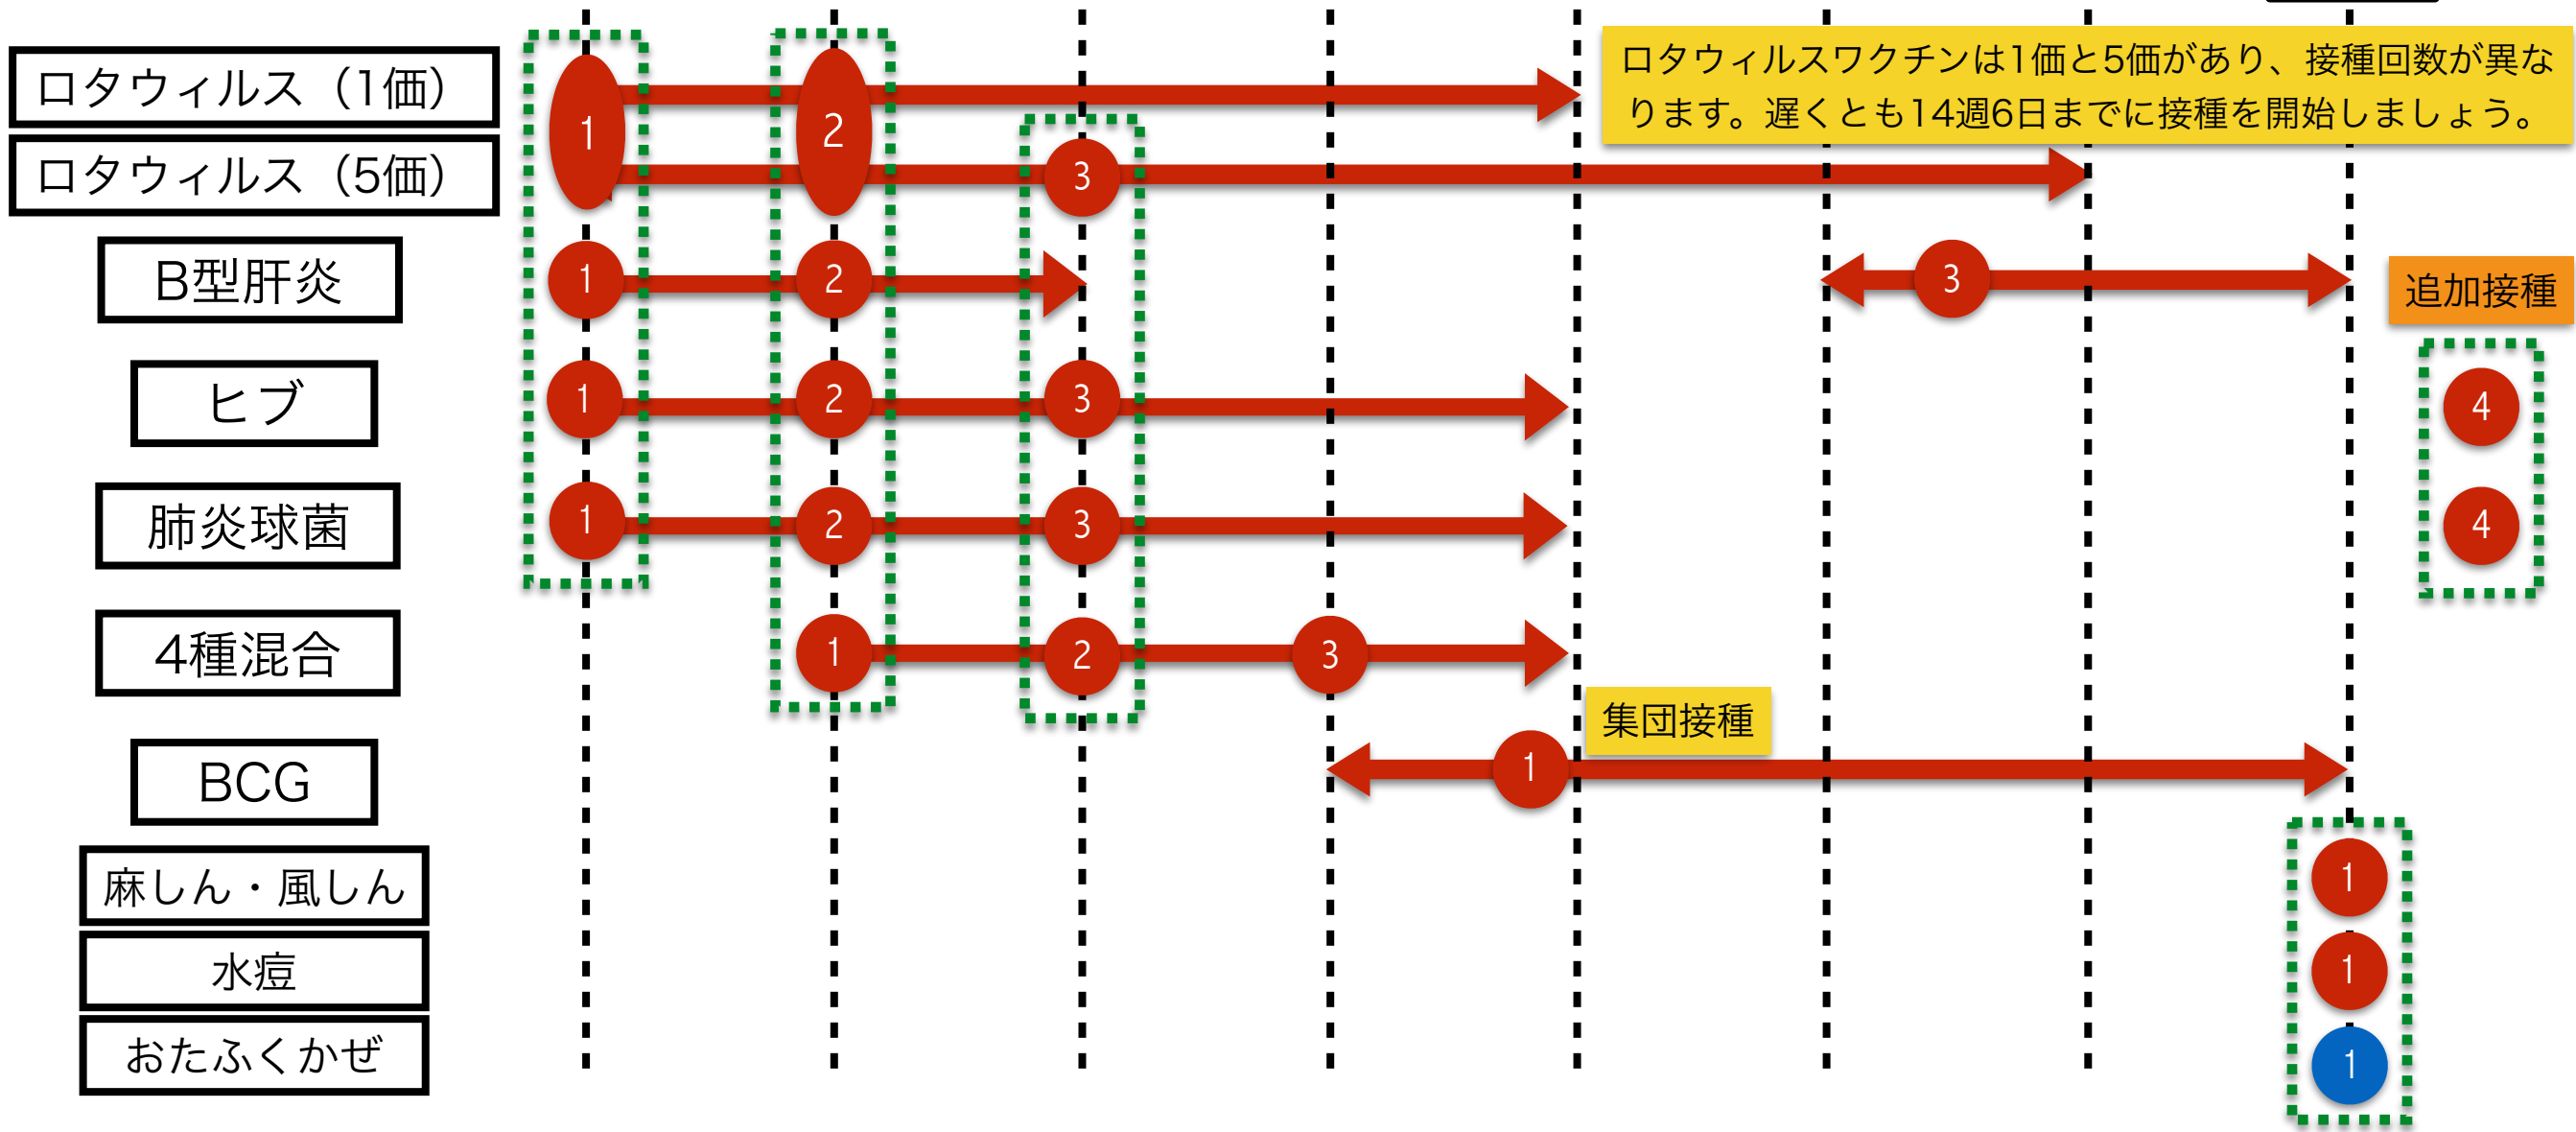 ロタウィルス（1価）
ロタウィルスワクチンは1価と5価があり、接種回数が異な
ります。遅くとも14週6日までに接種を開始しましょう。
1
2
ロタウィルス（5価）
3
B型肝炎
1
2
3
追加接種
ヒブ
1
2
3
4
肺炎球菌
1
2
3
4
4種混合
1
2
3
集団接種
BCG
1
麻しん・風しん
1
水痘
1
おたふくかぜ
1